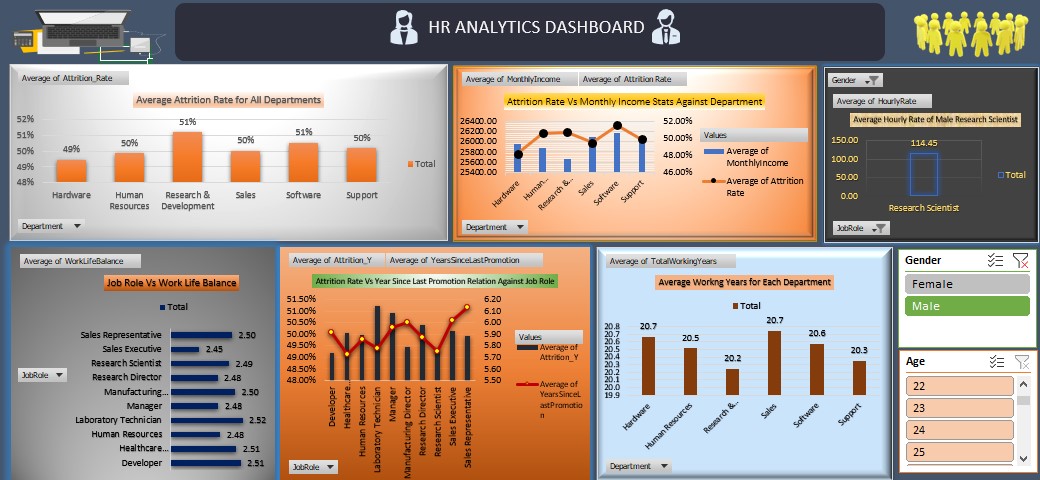 HR ANALYTICS DASHBOARD
Average of Attrition_Rate
Average Attrition Rate for All Departments
52%
51%
50%
49%
48%
49%
50%
51%
50%
51%
50%
Hardware
Human Resources
Research & Development
Sales
Software
Support
Total
Department
Average of MonthlyIncome
Average of Attrition Rate
Attrition Rate Vs Monthly Income Stats Against Department
26400.00
26200.00
26000.00
25800.00
25600.00
25400.00
52.00%
50.00%
48.00%
46.00%
Hardware
Human...
Research &...
Sales
Software
Support
Values
Average of MonthlyIncome
Average of Attrition Rate
Department
Gender
Average of HourlyRate
Average Hourly Rate of Male Research Scientist
150.00
100.00
50.00
0.00
114.45
Research Scientist
Total
JobRole
Average of WorkLifeBalance
Job Role Vs Work Life Balance
Total
Sales Representative 2.50
Sales Executive 2.45
Research Scientist 2.49
Research Director 2.48
Manufacturing... 2.50
Manager 2.48
Laboratory Technician 2.52
Human Resources 2.48
Healthcare... 2.51
Developer 2.51
JobRole
Average of Attrition_Y
Average of YearsSinceLastPromotion
Attrition Rate Vs Year Since Last Promotion Relation Against Job Role
51.50%
51.00%
50.50%
50.00%
49.50%
49.00%
48.50%
48.00%
6.20
6.10
6.00
5.90
5.80
5.70
5.60
5.50
Developer
Healthcare...
Human Resources
Laboratory Technician
Manager
Manufacturing Director
Research Director
Research Scientist
Sales Executive
Sales Representative
Values
Average of Attrition_Y
Average of YearsSinceL
astPromotio
n
JobRole
Average of TotalWorkingYears
Average Workng Years for Each Department
Total
20.8
20.7
20.6
20.5
20.4
20.3
20.2
20.1
20.0
19.9
20.7
20.5
20.2
20.7
20.6
20.3
Hardware
Human Resources
Research &...
Sales
Software
Support
Department
Gender
Female
Male
Age
22
23
24
25